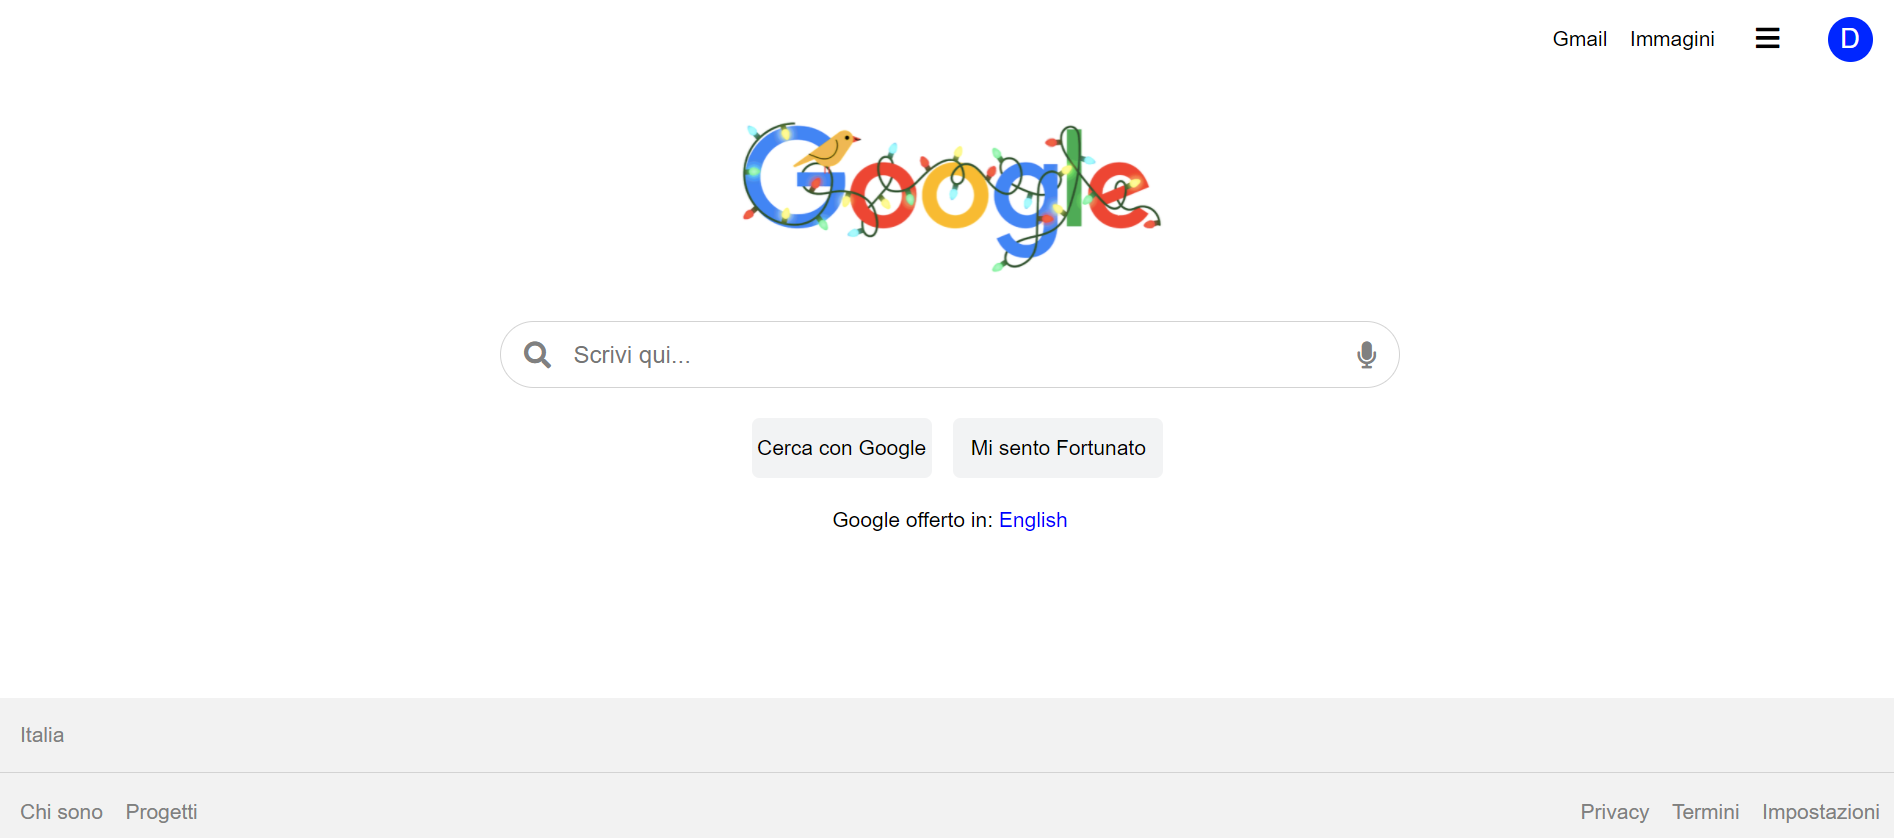 Gmail Immagini D
Google
Scrivi qui...
Cerca con Google Mi sento Fortunato
Google offerto in: English
Italia
Chi sono Progetti Privacy Termini Impostazioni